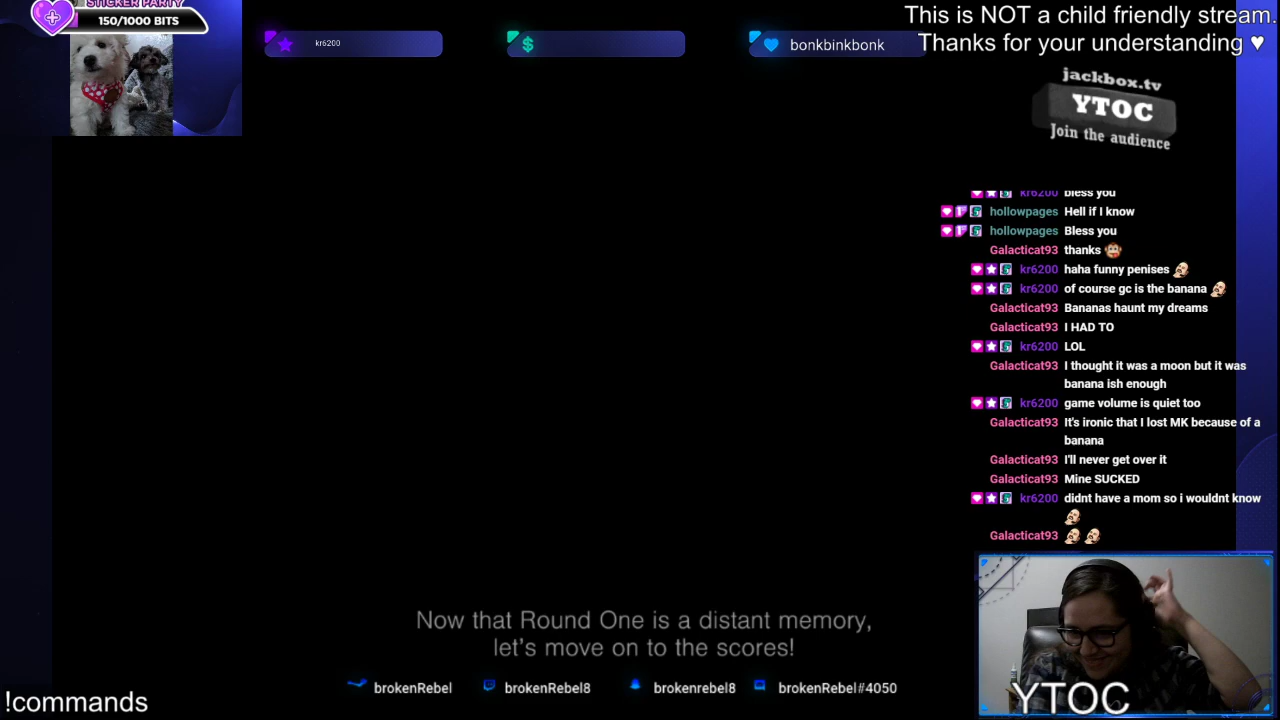 STICKER PARTY
150/1000 BITS
kr6200
bonkbinkbonk
This is NOT a child friendly stream.
Thanks for your understanding ♥
jackbox.tv
YTOC
Join the audience
kr6200 bless you
hollowpages Hell if I know
hollowpages Bless you
Galacticat93 thanks
kr6200 haha funny penises
kr6200 of course gc is the banana
Galacticat93 Bananas haunt my dreams
Galacticat93 I HAD TO
kr6200 LOL
Galacticat93 I thought it was a moon but it was
banana ish enough
kr6200 game volume is quiet too
Galacticat93 It's ironic that I lost MK because of a
banana
Galacticat93 I'll never get over it
Galacticat93 Mine SUCKED
kr6200 didnt have a mom so i wouldnt know
Galacticat93
Now that Round One is a distant memory,
let's move on to the scores!
brokenRebel
brokenRebel8
brokenrebel8
brokenRebel#4050
!commands
YTOC